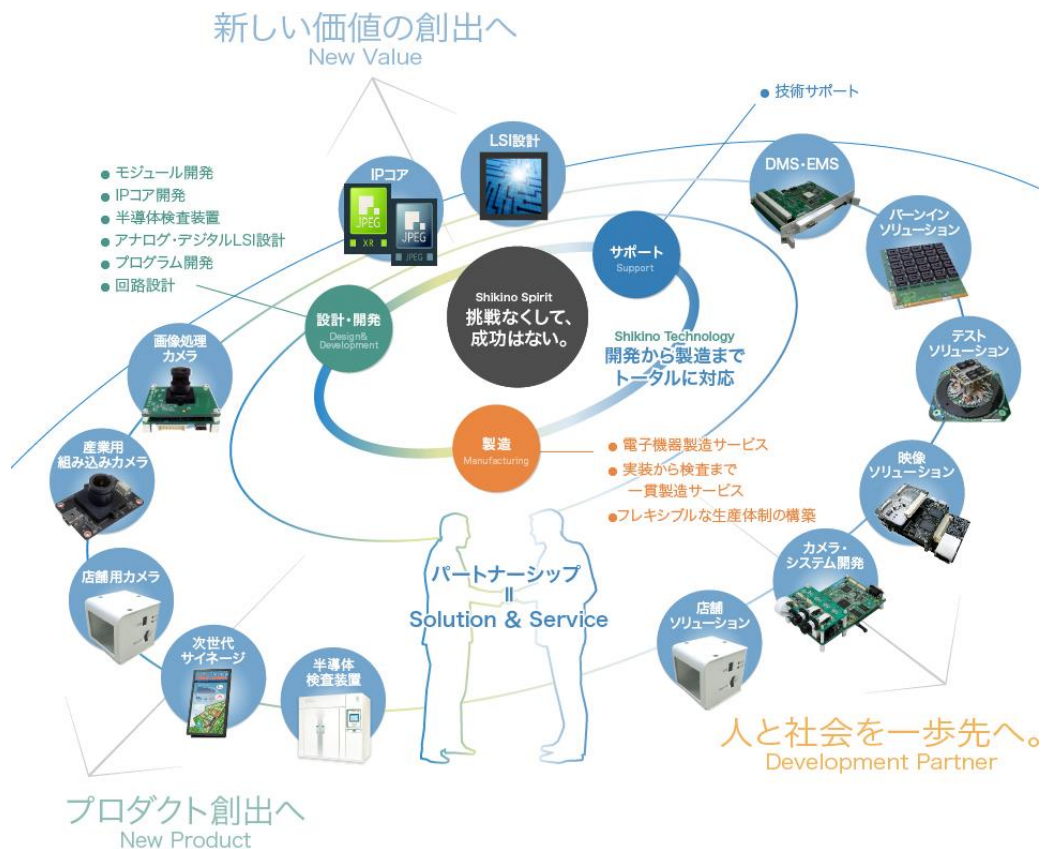 新しい価値の創出へ
New Value
● 技術サポート
LSI設計
IPコア
JPEG
XR
JPEG
JPEG
DMS・EMS
● モジュール開発
● IPコア開発
● 半導体検査装置
● アナログ・デジタルLSI設計
● プログラム開発
● 回路設計
バーンイン
ソリューション
サポート
Support
Shikino Spirit
挑戦なくして、
成功はない。
設計・開発
Design&
Development
Shikino Technology
開発から製造まで
トータルに対応
画像処理
カメラ
テスト
ソリューション
製造
Manufacturing
● 電子機器製造サービス
● 実装から検査まで
一貫製造サービス
●フレキシブルな生産体制の構築
産業用
組み込みカメラ
映像
ソリューション
カメラ・
システム開発
店舗用カメラ
パートナーシップ
=
Solution & Service
店舗
ソリューション
次世代
サイネージ
半導体
検査装置
人と社会を一歩先へ。
Development Partner
プロダクト創出へ
New Product